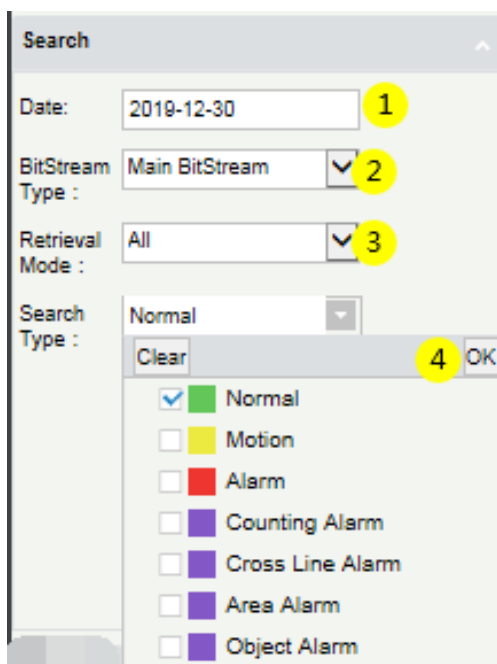 Search
Date:
2019-12-30
1
BitStream
Type :
Main BitStream
2
Retrieval
Mode :
All
3
Search
Type :
Normal
Clear
4
OK
Normal
Motion
Alarm
Counting Alarm
Cross Line Alarm
Area Alarm
Object Alarm